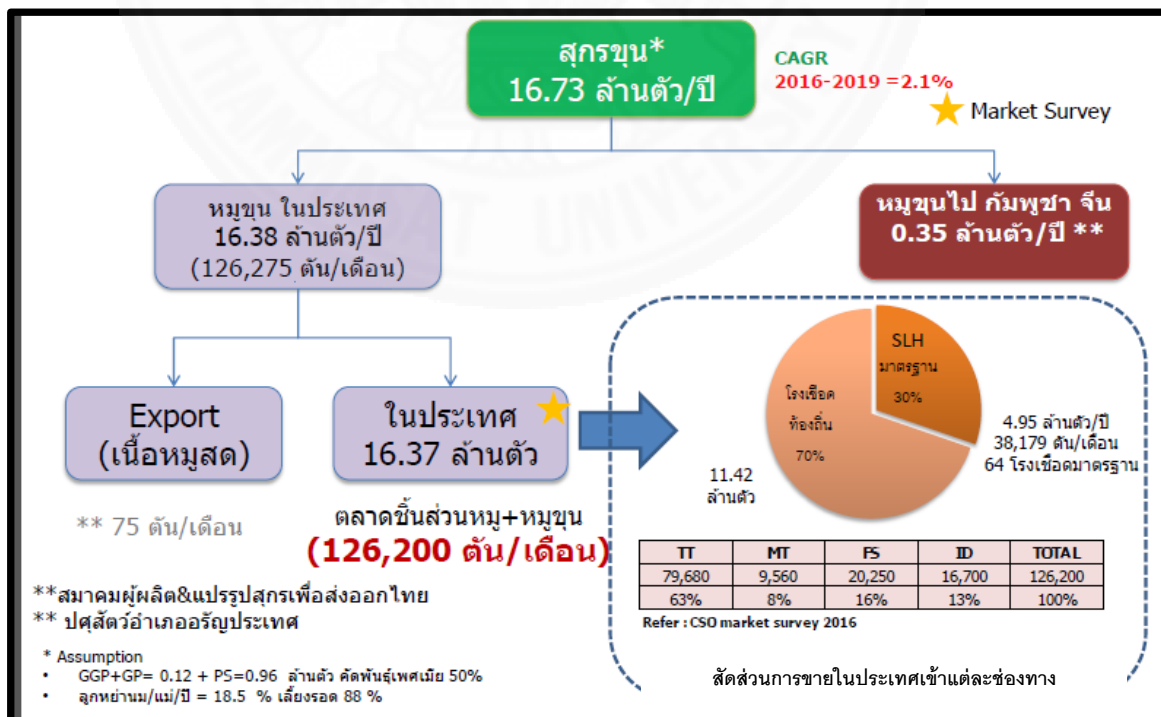 สุกรขุน*
16.73 ล้านตัว/ปี
CAGR
2016-2019 =2.1%
Market Survey
หมูขุน ในประเทศ
16.38 ล้านตัว/ปี
(126,275 ตัน/เดือน)
หมูขุนไป กัมพูชา จีน
0.35 ล้านตัว/ปี **
Export
(เนื้อหมูสด)
** 75 ตัน/เดือน
ในประเทศ
16.37 ล้านตัว
ตลาดชิ้นส่วนหมู+หมูขุน
(126,200 ตัน/เดือน)
SLH
มาตรฐาน
30%
โรงเชือด
ท้องถิ่น
70%
4.95 ล้านตัว/ปี
38,179 ตัน/เดือน
64 โรงเชือดมาตรฐาน
11.42
ล้านตัว
TT MT FS ID TOTAL
79,680 9,560 20,250 16,700 126,200
63% 8% 16% 13% 100%
Refer : CSO market survey 2016
สัดส่วนการขายในประเทศเข้าแต่ละช่องทาง
**สมาคมผู้ผลิต&แปรรูปสุกรเพื่อส่งออกไทย
** ปศุสัตว์อำเภออรัญประเทศ
* Assumption
• GGP+GP= 0.12 + PS=0.96 ล้านตัว คัดพันธุ์เพศเมีย 50%
• ลูกหย่านม/แม่/ปี = 18.5 % เลี้ยงรอด 88 %